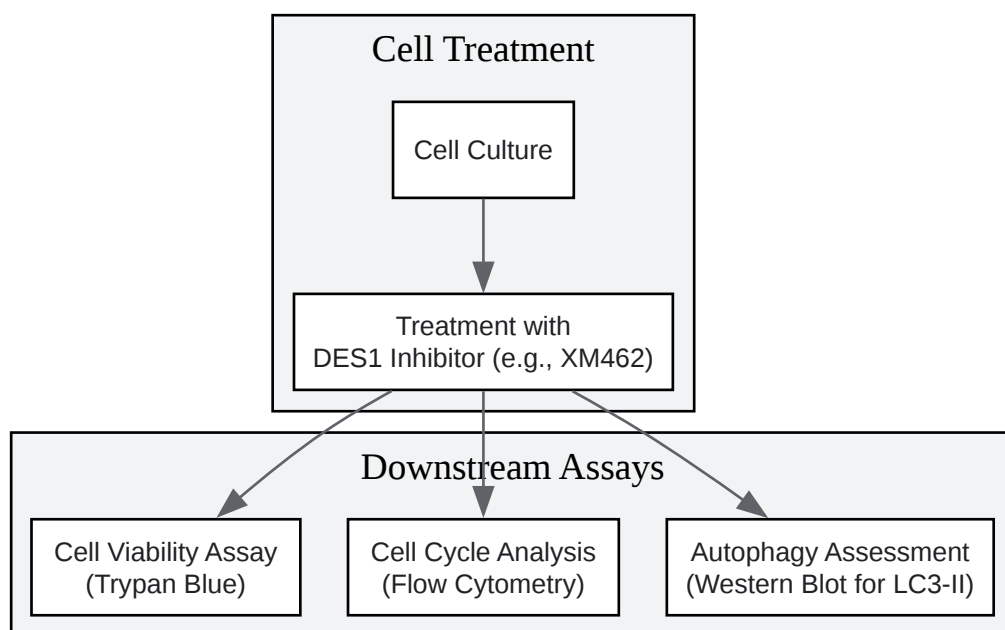 Cell Treatment
Cell Culture
Treatment with
DES1 Inhibitor (e.g., XM462)
Downstream Assays
Cell Viability Assay
(Trypan Blue)
Cell Cycle Analysis
(Flow Cytometry)
Autophagy Assessment
(Western Blot for LC3-II)